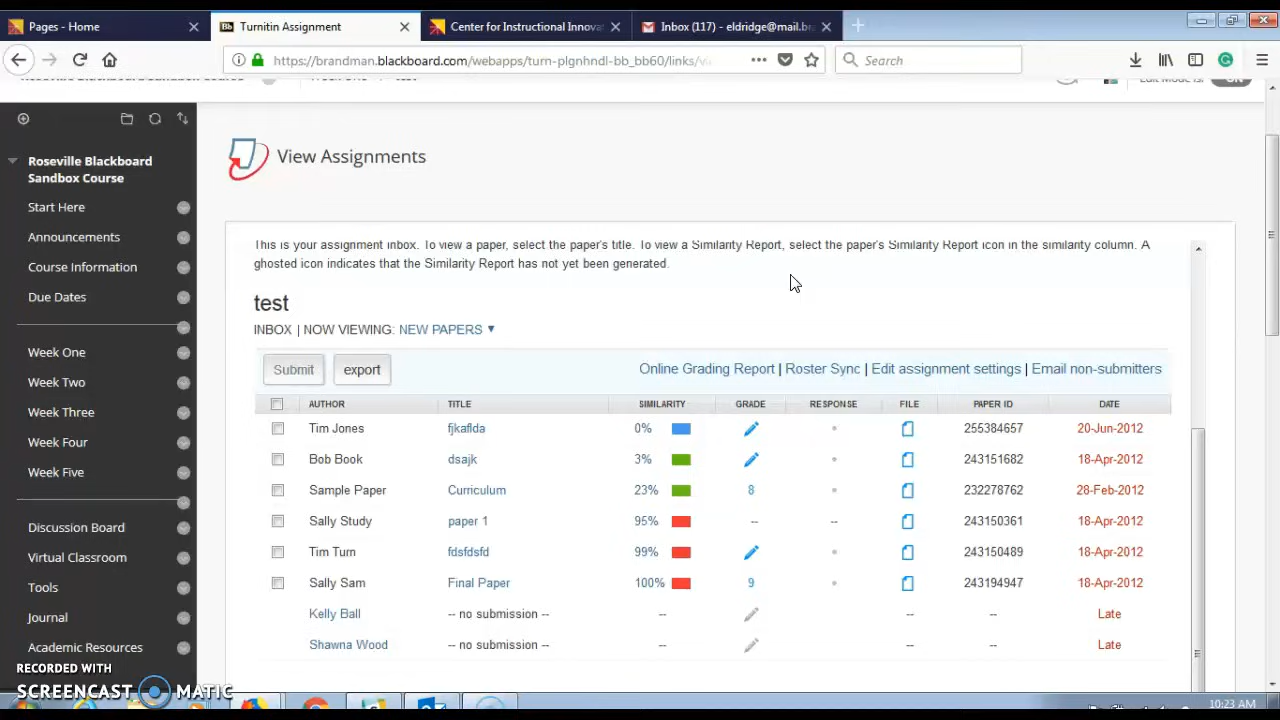 Pages - Home
Turnitin Assignment
Center for Instructional Innova
Inbox (117) - eldridge@mail.b
https://brandman.blackboard.com/webapps/turn-plgnhndl-bb_bb60/links/vi
Search
Roseville Blackboard
Sandbox Course
Start Here
Announcements
Course Information
Due Dates
Week One
Week Two
Week Three
Week Four
Week Five
Discussion Board
Virtual Classroom
Tools
Journal
Academic Resources
View Assignments
This is your assignment inbox. To view a paper, select the paper's title. To view a Similarity Report, select the paper's Similarity Report icon in the similarity column. A
ghosted icon indicates that the Similarity Report has not yet been generated.
test
INBOX | NOW VIEWING: NEW PAPERS ▼
Submit export Online Grading Report | Roster Sync | Edit assignment settings | Email non-submitters
AUTHOR TITLE SIMILARITY GRADE RESPONSE FILE PAPER ID DATE
Tim Jones fjkaflda 0% 255384657 20-Jun-2012
Bob Book dsajk 3% 243151682 18-Apr-2012
Sample Paper Curriculum 23% 8 232278762 28-Feb-2012
Sally Study paper 1 95% -- -- 243150361 18-Apr-2012
Tim Turn fdsfdsfd 99% 243150489 18-Apr-2012
Sally Sam Final Paper 100% 9 243194947 18-Apr-2012
Kelly Ball -- no submission -- -- -- -- Late
Shawna Wood -- no submission -- -- -- -- Late
RECORDED WITH
SCREENCAST MATIC
10:23 AM